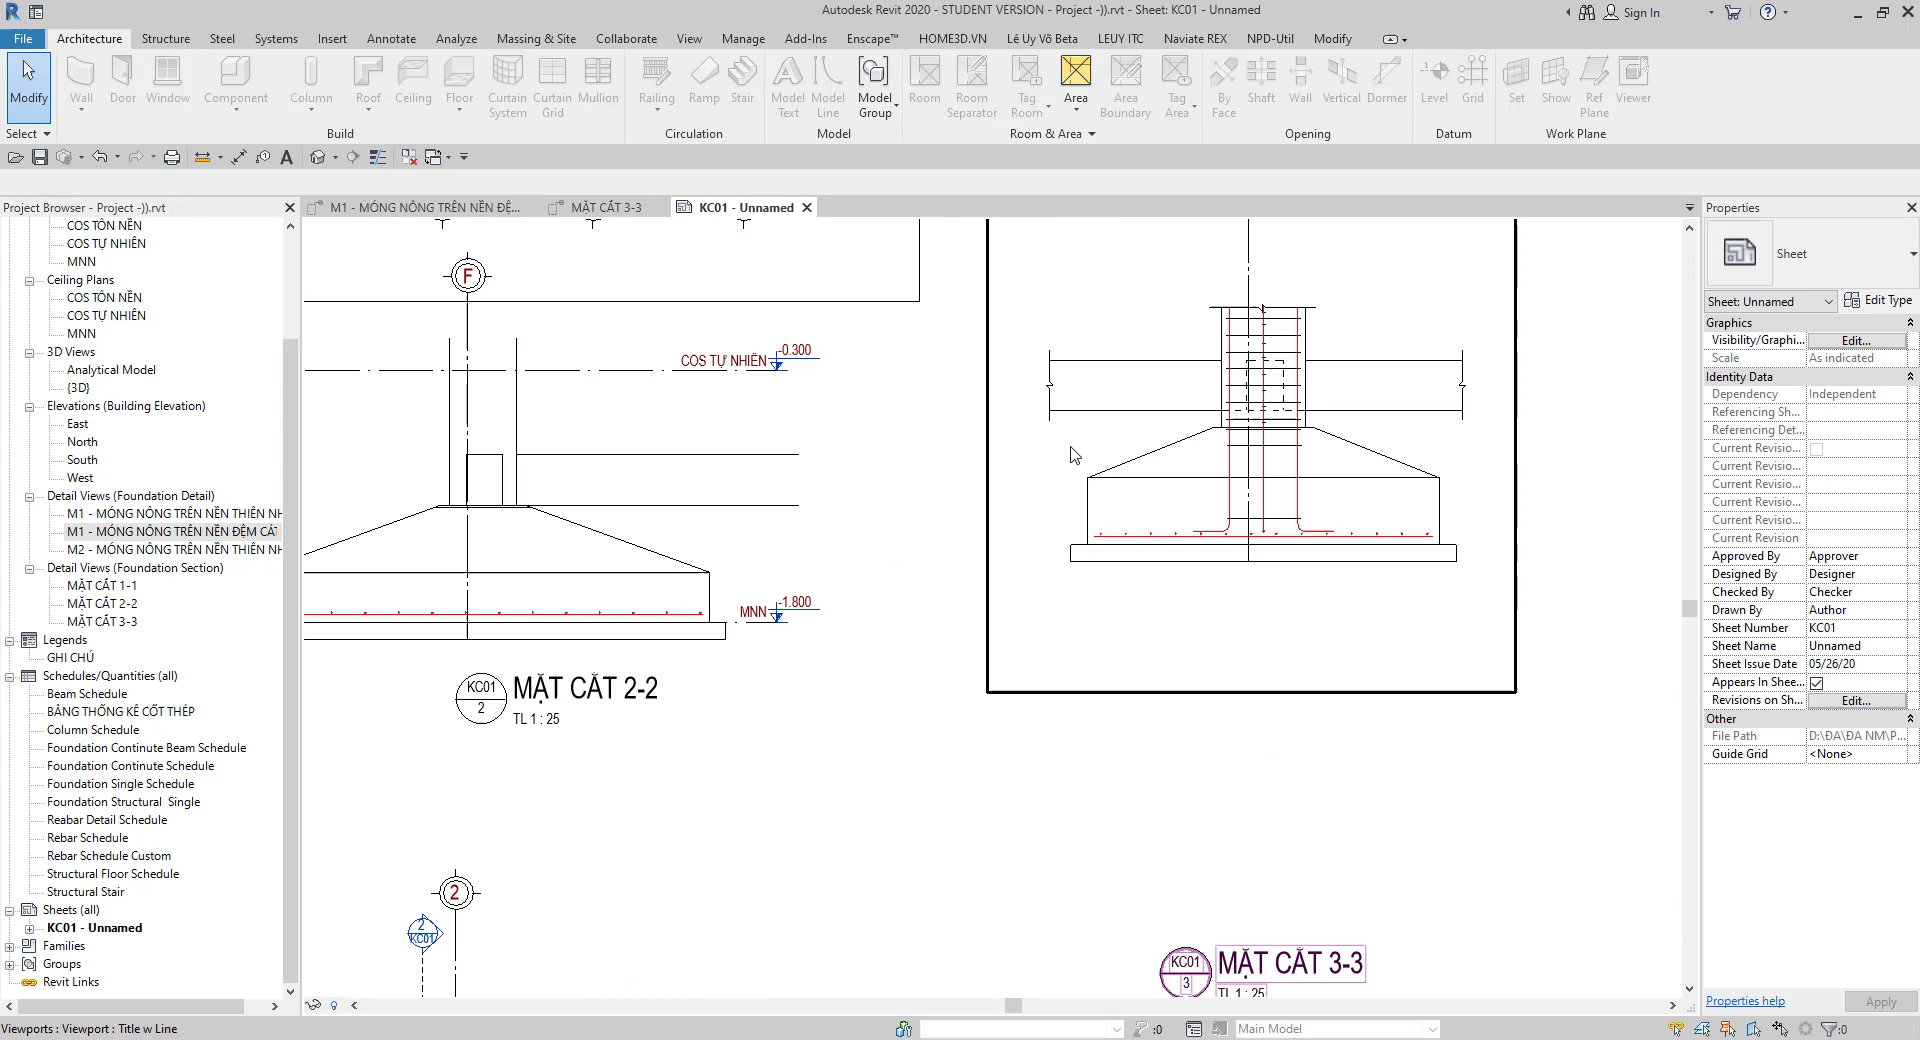 Autodesk Revit 2020 - STUDENT VERSION - Project -)).rvt - Sheet: KC01 - Unnamed
Sign In
File Architecture Structure Steel Systems Insert Annotate Analyze Massing & Site Collaborate View Manage Add-Ins Enscape™ HOME3D.VN Lê Uy Võ Beta LEUY ITC Naviate REX NPD-Util Modify
Modify Wall Door Window Component Column Roof Ceiling Floor Curtain System Curtain Grid Mullion Railing Ramp Stair Model Text Model Line Model Group Room Room Separator Tag Room Area Area Boundary Tag Area By Face Shaft Wall Vertical Dormer Level Grid Set Show Ref Plane Viewer
Select Build Circulation Model Room & Area Opening Datum Work Plane
Project Browser - Project -)).rvt
COS TÔN NỀN
COS TỰ NHIÊN
MNN
Ceiling Plans
COS TÔN NỀN
COS TỰ NHIÊN
MNN
3D Views
Analytical Model
{3D}
Elevations (Building Elevation)
East
North
South
West
Detail Views (Foundation Detail)
M1 - MÓNG NÔNG TRÊN NỀN THIÊN NH
M1 - MÓNG NÔNG TRÊN NỀN ĐỆM CÁT
M2 - MÓNG NÔNG TRÊN NỀN THIÊN NH
Detail Views (Foundation Section)
MẶT CẮT 1-1
MẶT CẮT 2-2
MẶT CẮT 3-3
Legends
GHI CHÚ
Schedules/Quantities (all)
Beam Schedule
BẢNG THỐNG KÊ CỐT THÉP
Column Schedule
Foundation Continute Beam Schedule
Foundation Continute Schedule
Foundation Single Schedule
Foundation Structural Single
Reabar Detail Schedule
Rebar Schedule
Rebar Schedule Custom
Structural Floor Schedule
Structural Stair
Sheets (all)
KC01 - Unnamed
Families
Groups
Revit Links
M1 - MÓNG NÔNG TRÊN NỀN ĐỆ...
MẶT CẮT 3-3
KC01 - Unnamed
F
COS TỰ NHIÊN
-0.300
MNN
-1.800
KC01
2
MẶT CẮT 2-2
TL 1 : 25
2
2
KC01
KC01
3
MẶT CẮT 3-3
TL 1 : 25
Properties
Sheet
Sheet: Unnamed
Edit Type
Graphics
Visibility/Graphi... Edit...
Scale As indicated
Identity Data
Dependency Independent
Referencing Sh...
Referencing Det...
Current Revisio...
Current Revisio...
Current Revisio...
Current Revisio...
Current Revisio...
Current Revision
Approved By Approver
Designed By Designer
Checked By Checker
Drawn By Author
Sheet Number KC01
Sheet Name Unnamed
Sheet Issue Date 05/26/20
Appears In Shee...
Revisions on Sh... Edit...
Other
File Path D:\ĐA\ĐA NM\P...
Guide Grid <None>
Properties help
Apply
Viewports : Viewport : Title w Line
:0
Main Model
:0